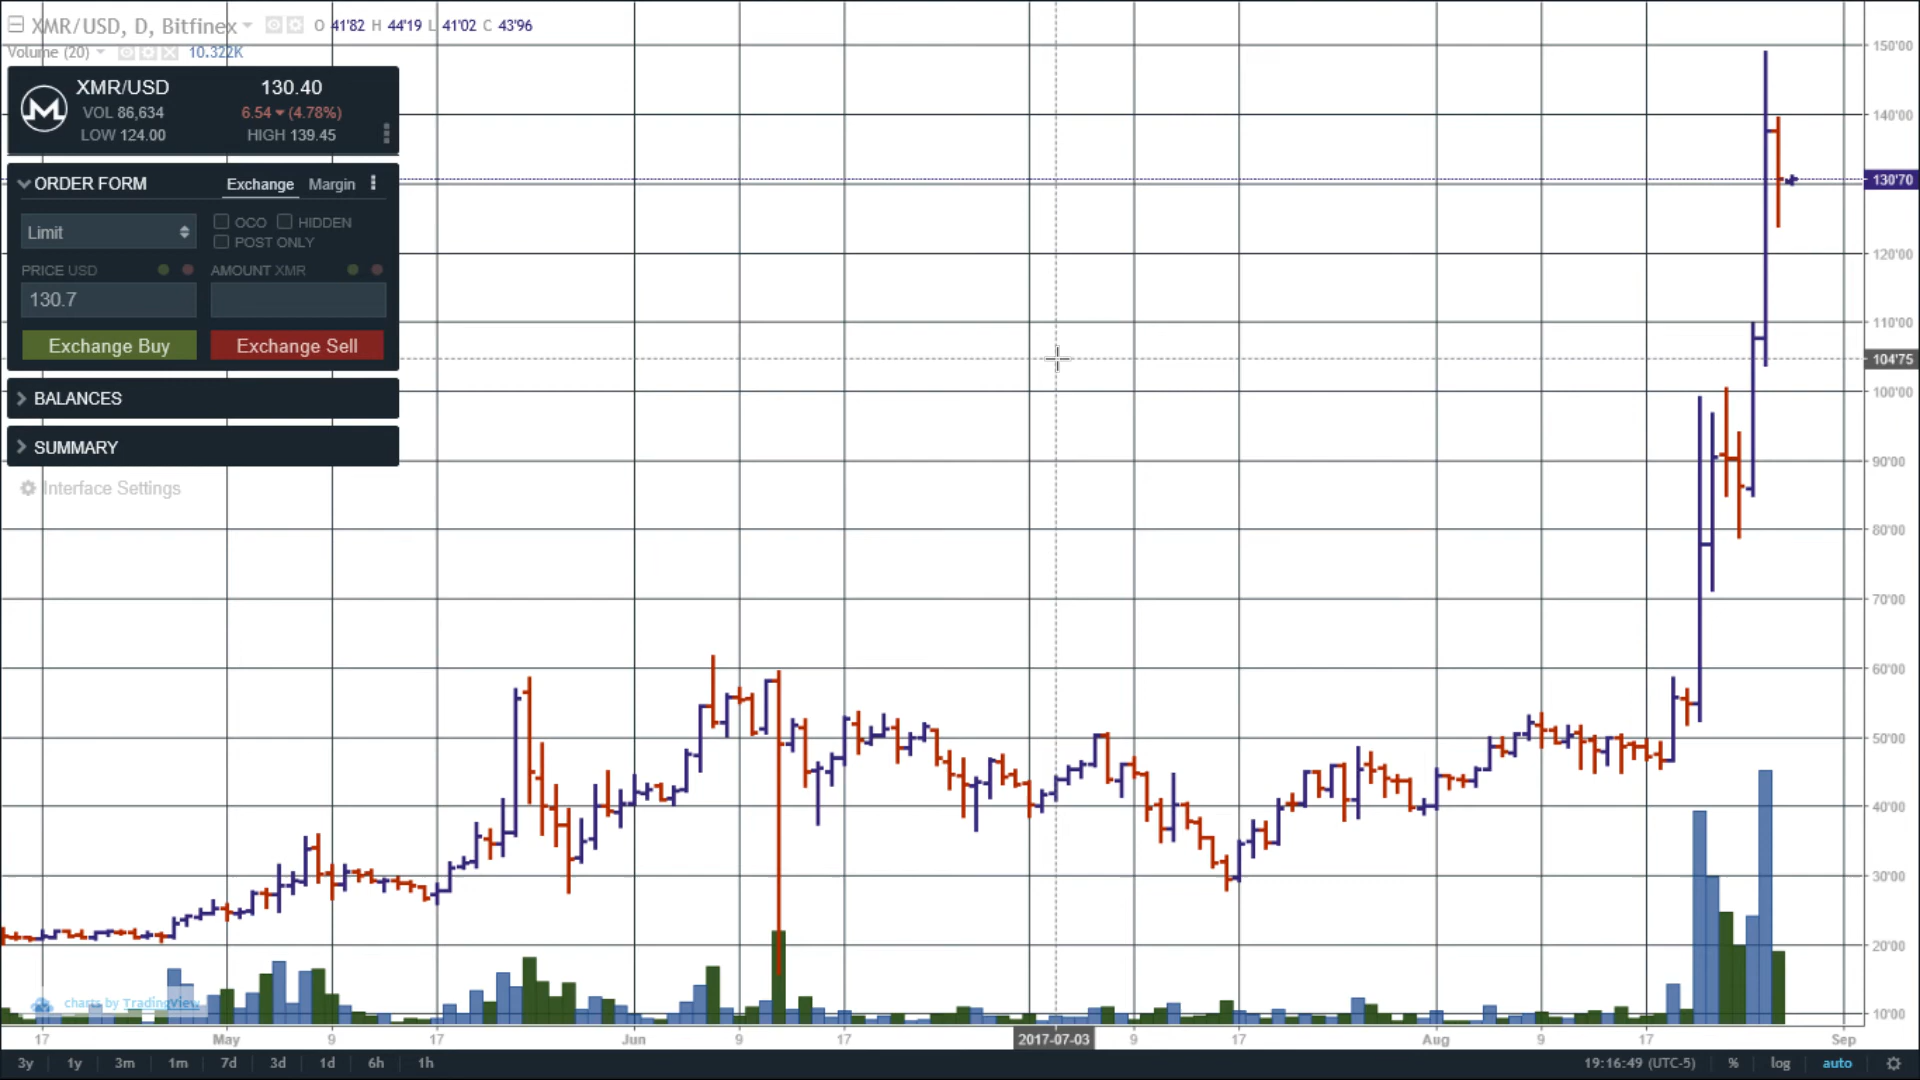 XMR/USD, D, Bitfinex O 41'82 H 44'19 L 41'02 C 43'96
Volume (20) 10.322K
XMR/USD 130.40
VOL 86,634 6.54 (4.78%)
LOW 124.00 HIGH 139.45
ORDER FORM Exchange Margin
Limit OCO HIDDEN
POST ONLY
PRICE USD AMOUNT XMR
130.7
Exchange Buy Exchange Sell
BALANCES
SUMMARY
Interface Settings
150'00
140'00
130'70
120'00
110'00
104'75
100'00
90'00
80'00
70'00
60'00
50'00
40'00
30'00
20'00
10'00
charts by TradingView
17 May 9 17 Jun 9 17 2017-07-03 9 17 Aug 9 17 Sep
3y 1y 3m 1m 7d 3d 1d 6h 1h 19:16:49 (UTC-5) % log auto